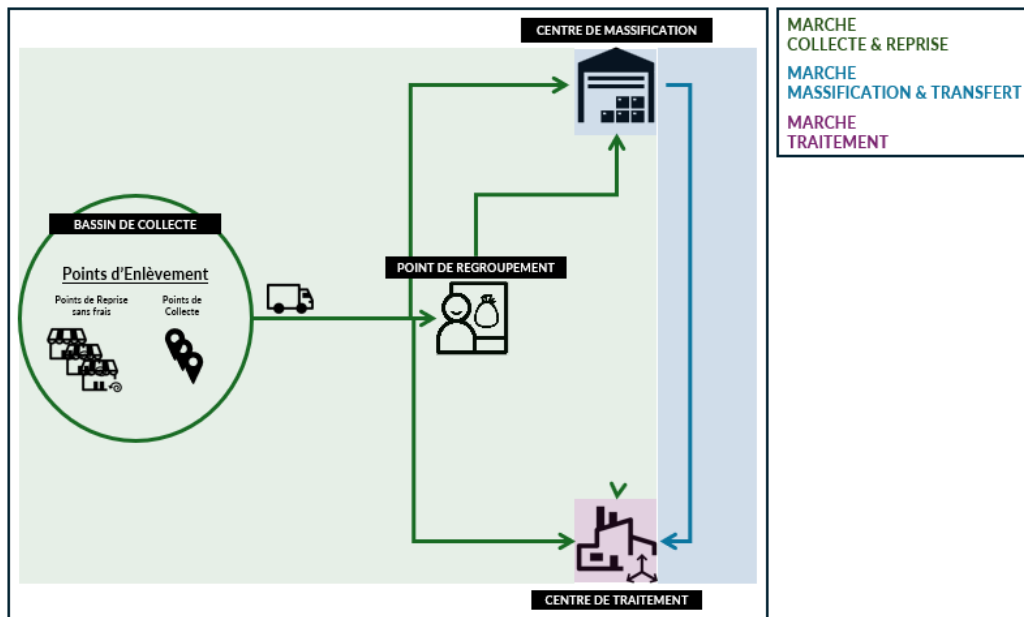 CENTRE DE MASSIFICATION
MARCHE
COLLECTE & REPRISE
MARCHE
MASSIFICATION & TRANSFERT
MARCHE
TRAITEMENT
BASSIN DE COLLECTE
Points d'Enlèvement
Points de Reprise
sans frais
Points de
Collecte
POINT DE REGROUPEMENT
CENTRE DE TRAITEMENT